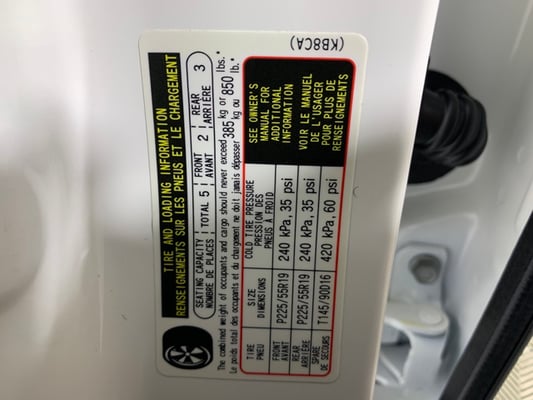 TIRE AND LOADING INFORMATION
RENSEIGNEMENTS SUR LES PNEUS ET LE CHARGEMENT
SEATING CAPACITY TOTAL 5 FRONT 2 REAR 3
NOMBRE DE PLACES AVANT ARRIÈRE
The combined weight of occupants and cargo should never exceed 385 kg or 850 lbs.
Le poids total des occupants et du chargement ne doit jamais dépasser 385 kg ou 850 lb.
TIRE SIZE COLD TIRE PRESSURE
PNEU DIMENSIONS PRESSION DES PNEUS À FROID
FRONT AVANT P225/55R19 240 kPa, 35 psi
REAR ARRIÈRE P225/55R19 240 kPa, 35 psi
SPARE DE SECOURS T145/90D16 420 kPa, 60 psi
SEE OWNER'S
MANUAL FOR
ADDITIONAL
INFORMATION
VOIR LE MANUEL
DE L'USAGER
POUR PLUS DE
RENSEIGNEMENTS
(KB8CA)